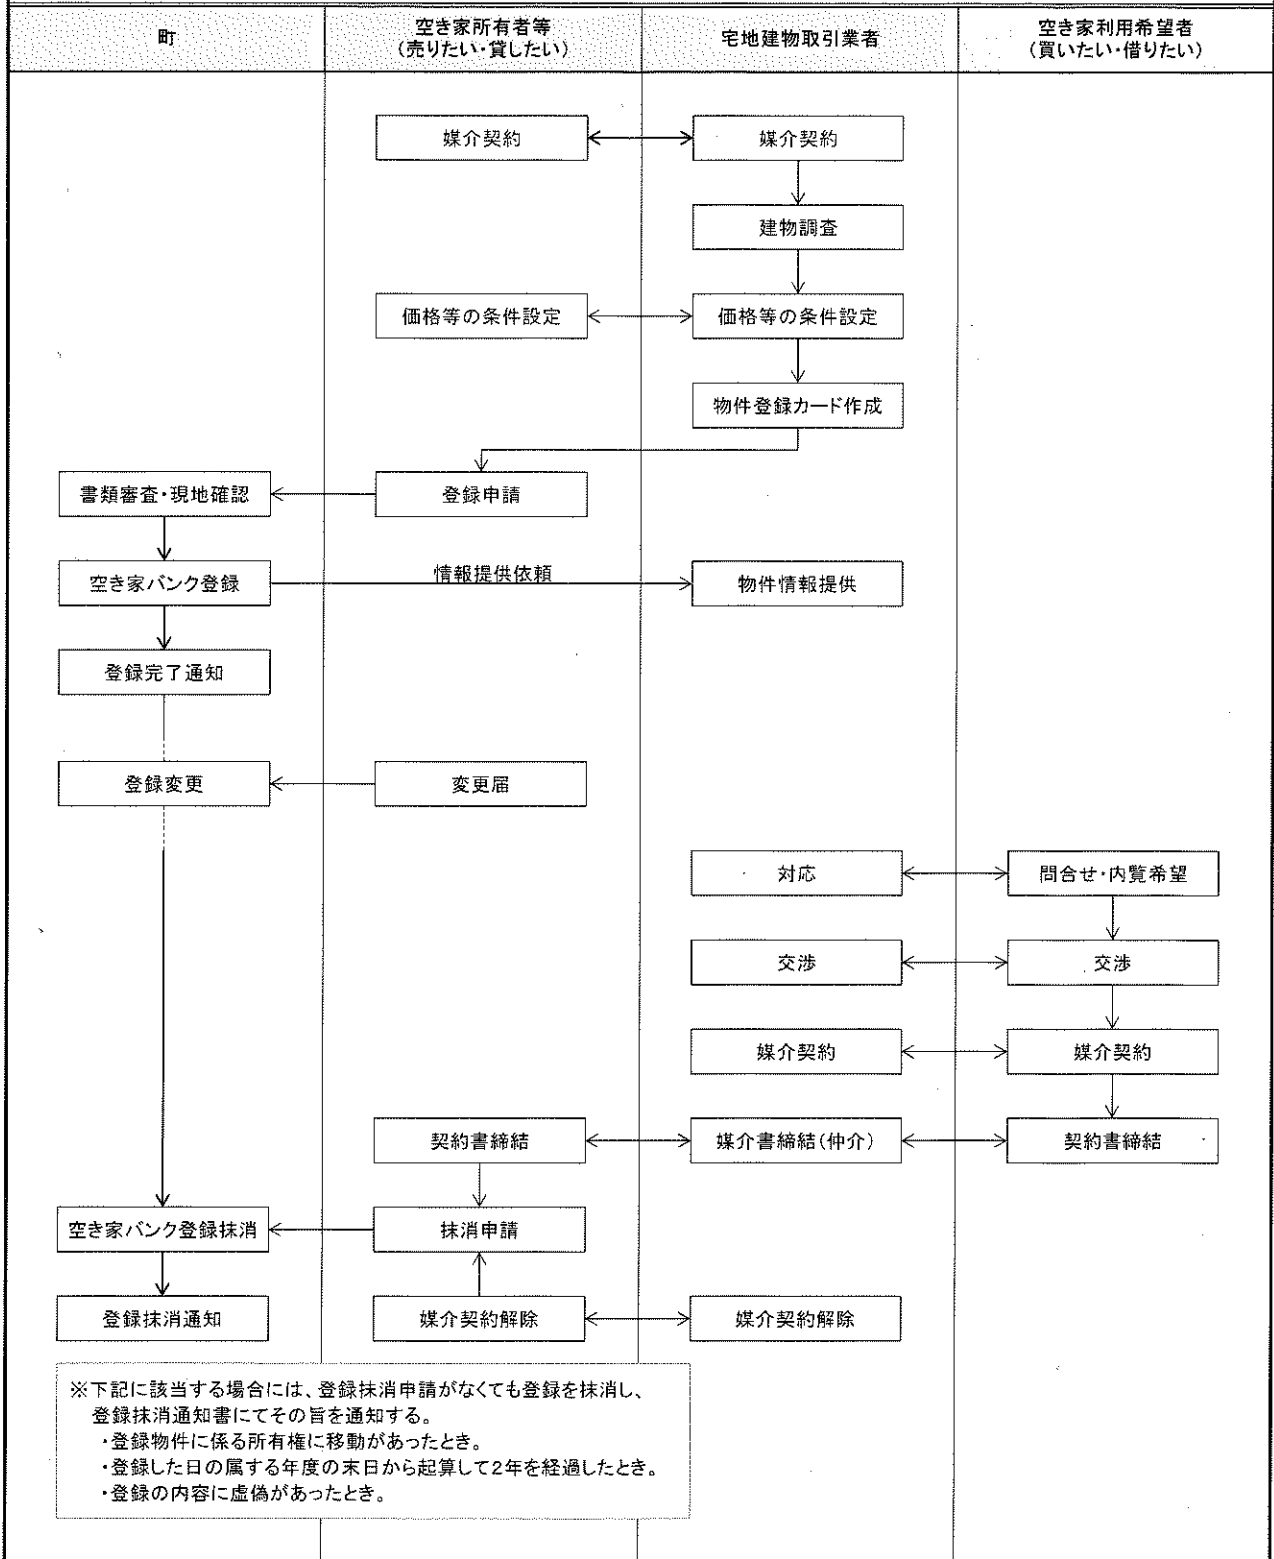 町
空き家所有者等
(売りたい・貸したい)
宅地建物取引業者
空き家利用希望者
(買いたい・借りたい)
媒介契約
媒介契約
建物調査
価格等の条件設定
価格等の条件設定
物件登録カード作成
書類審査・現地確認
登録申請
空き家バンク登録
情報提供依頼
物件情報提供
登録完了通知
登録変更
変更届
対応
問合せ・内覧希望
交渉
交渉
媒介契約
媒介契約
契約書締結
媒介書締結(仲介)
契約書締結
空き家バンク登録抹消
抹消申請
登録抹消通知
媒介契約解除
媒介契約解除
※下記に該当する場合には、登録抹消申請がなくても登録を抹消し、
登録抹消通知書にてその旨を通知する。
・登録物件に係る所有権に移動があったとき。
・登録した日の属する年度の末日から起算して2年を経過したとき。
・登録の内容に虚偽があったとき。